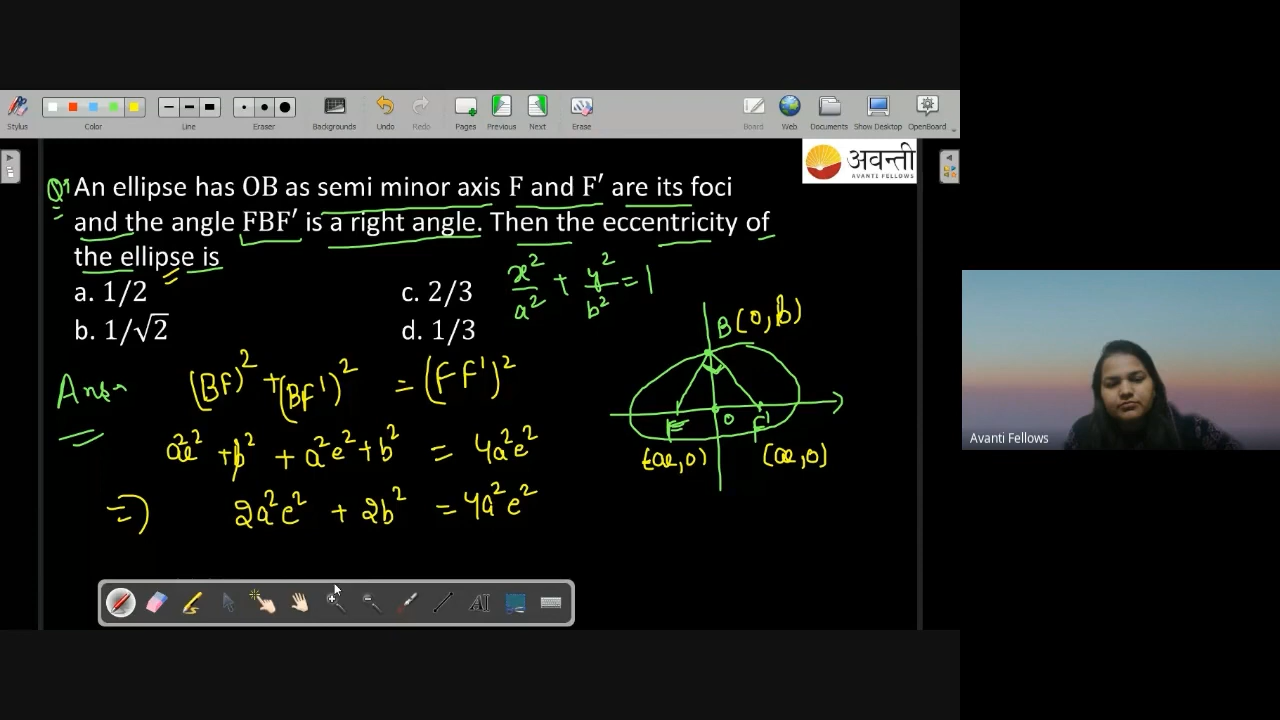 Stylus Color Line Eraser Backgrounds Undo Redo Pages Previous Next Erase Board Web Documents Show Desktop OpenBoard
अवन्ती
AVANTI FELLOWS
Qn An ellipse has OB as semi minor axis F and F′ are its foci
and the angle FBF′ is a right angle. Then the eccentricity of
the ellipse is
a. 1/2
c. 2/3
b. 1/√2
d. 1/3
x²/a² + y²/b² = 1
B(0,b)
Ansr (BF)² + (BF')² = (FF')²
a²e² + b² + a²e² + b² = 4a²e²
⇒ 2a²e² + 2b² = 4a²e²
F O F'
(-ae,0) (ae,0)
AI
Avanti Fellows